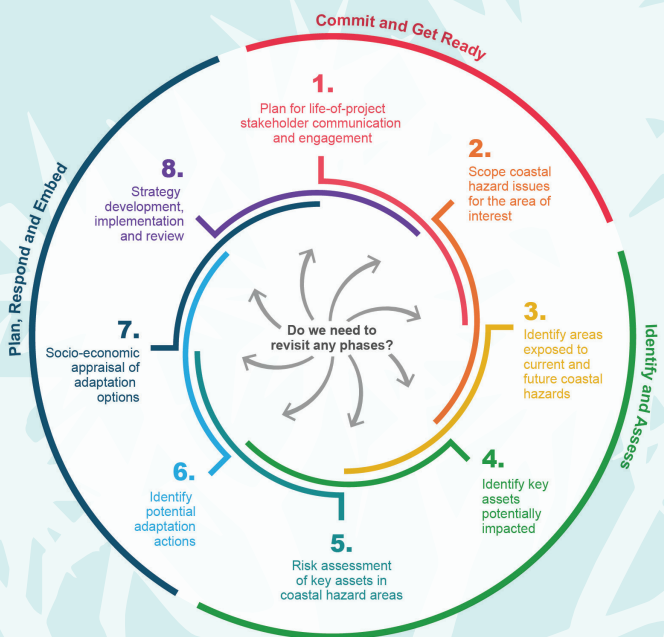 Commit and Get Ready
1.
Plan for life-of-project
stakeholder communication
and engagement
2.
Scope coastal
hazard issues
for the area of
interest
Identify and Assess
3.
Identify areas
exposed to
current and
future coastal
hazards
4.
Identify key
assets
potentially
impacted
5.
Risk assessment
of key assets in
coastal hazard areas
Plan, Respond and Embed
6.
Identify
potential
adaptation
actions
7.
Socio-economic
appraisal of
adaptation
options
8.
Strategy
development,
implementation
and review
Do we need to
revisit any phases?